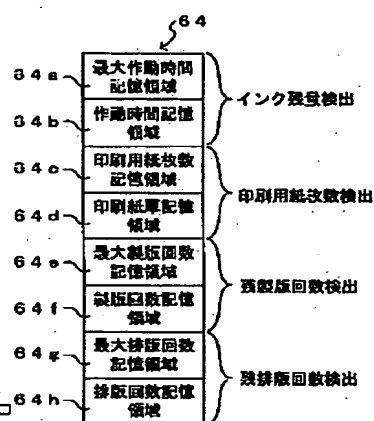 64
64a
最大作動時間
記憶領域
64b
作動時間記憶
領域
インク残量検出
64c
印刷用紙枚数
記憶領域
64d
印刷紙厚記憶
領域
印刷用紙枚数検出
64e
最大製版回数
記憶領域
64f
製版回数記憶
領域
残製版回数検出
64g
最大排版回数
記憶領域
64h
排版回数記憶
領域
残排版回数検出